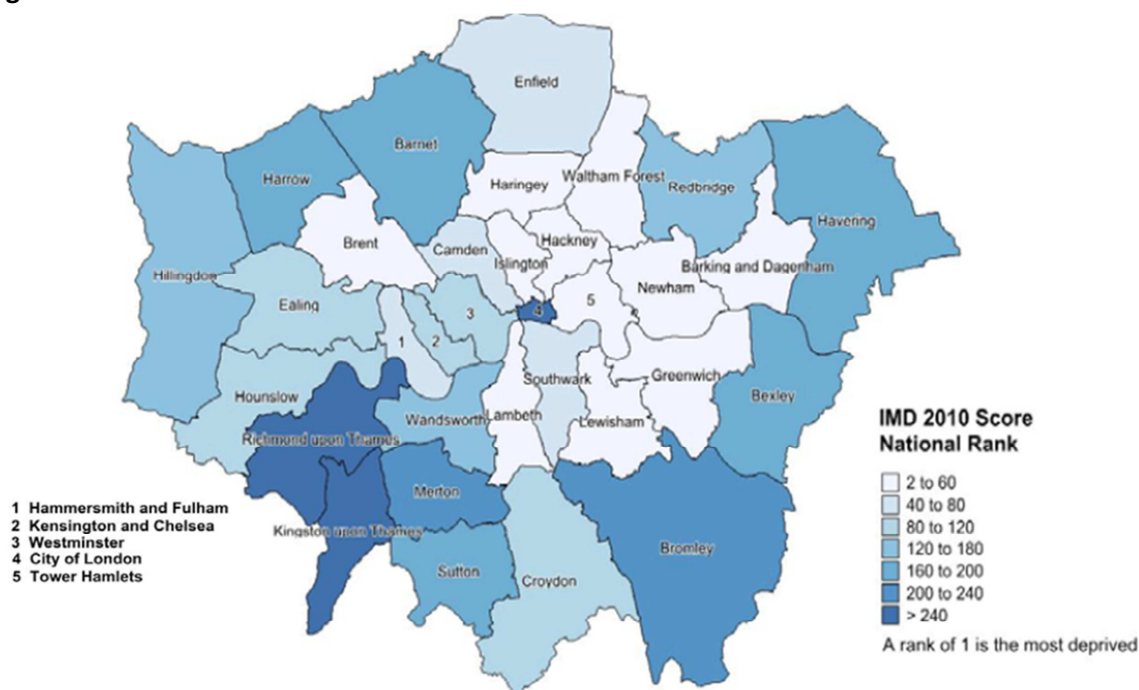 g
Enfield
Barnet
Harrow
Haringey
Waltham Forest
Redbridge
Havering
Brent
Camden
Hackney
Islington
Barking and Dagenham
Hillingdon
Newham
Ealing
5
3
4
1
2
Southwark
Greenwich
Hounslow
Bexley
Wandsworth
Lambeth
Lewisham
Richmond upon Thames
Merton
Kingston upon Thames
Bromley
Sutton
Croydon
1 Hammersmith and Fulham
2 Kensington and Chelsea
3 Westminster
4 City of London
5 Tower Hamlets
IMD 2010 Score
National Rank
2 to 60
40 to 80
80 to 120
120 to 180
160 to 200
200 to 240
> 240
A rank of 1 is the most deprived